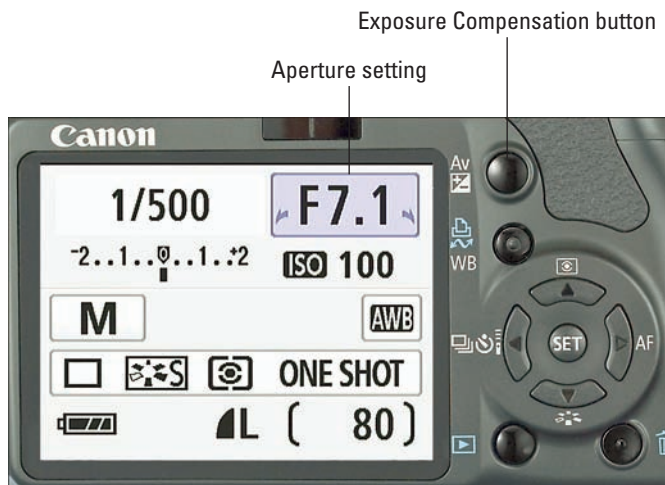 Exposure Compensation button
Aperture setting
Canon
Av
1/500
F7.1
-2..1..0..1..+2
ISO 100
WB
M
AWB
SET
AF
S
ONE SHOT
L ( 80 )